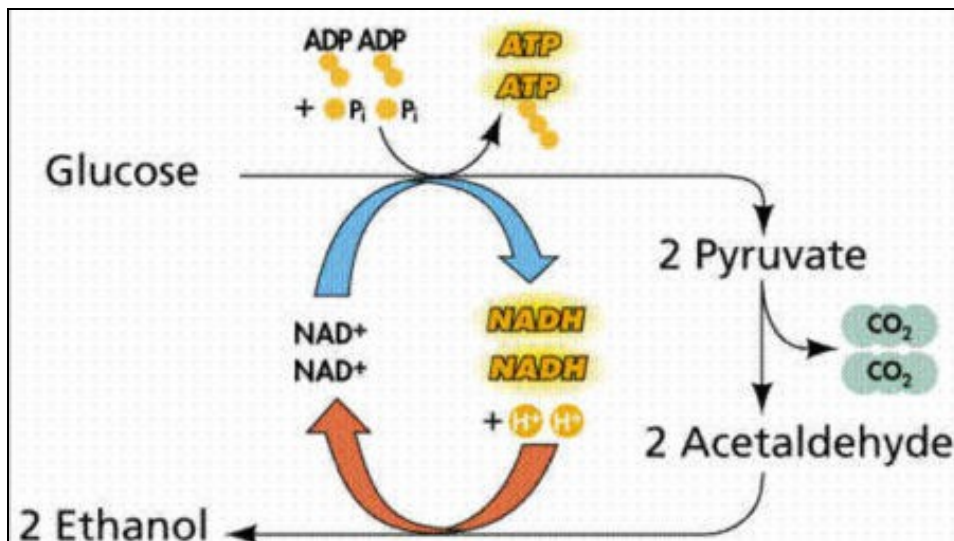 ADP ADP
+ Pi Pi
ATP
ATP
Glucose
2 Pyruvate
CO2
CO2
NAD+
NAD+
NADH
NADH
+ H+ H+
2 Acetaldehyde
2 Ethanol